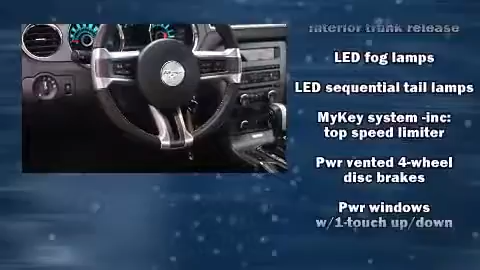 Interior trunk release
LED fog lamps
LED sequential tail lamps
MyKey system -inc:
top speed limiter
Pwr vented 4-wheel
disc brakes
Pwr windows
w/1-touch up/down